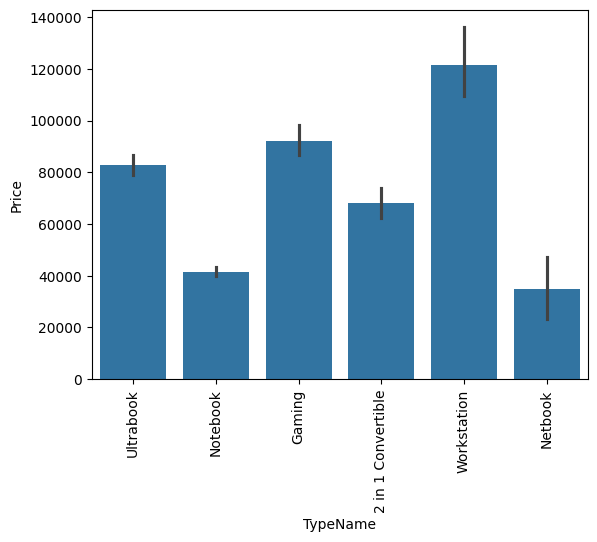 140000
120000
100000
80000
60000
40000
20000
0
Price
Ultrabook
Notebook
Gaming
2 in 1 Convertible
Workstation
Netbook
TypeName